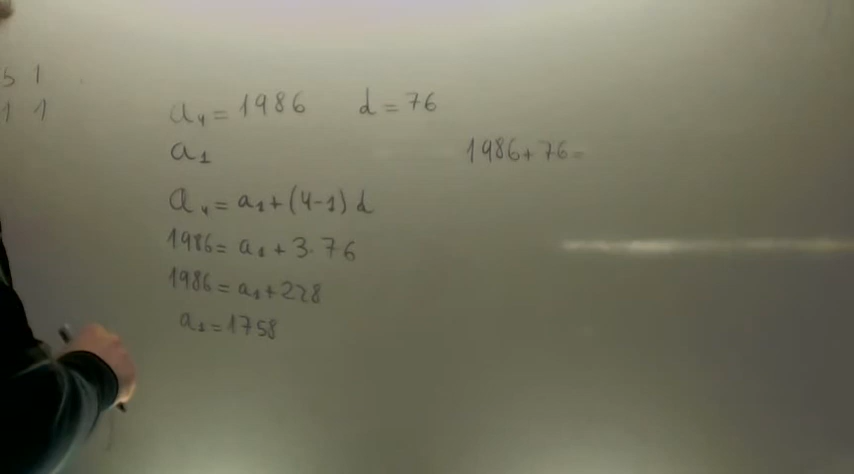 5 1
1 1
a₄ = 1986 d = 76
a₁
1986 + 76 =
a₄ = a₁ + (4-1) d
1986 = a₁ + 3·76
1986 = a₁ + 228
a₁ = 1758